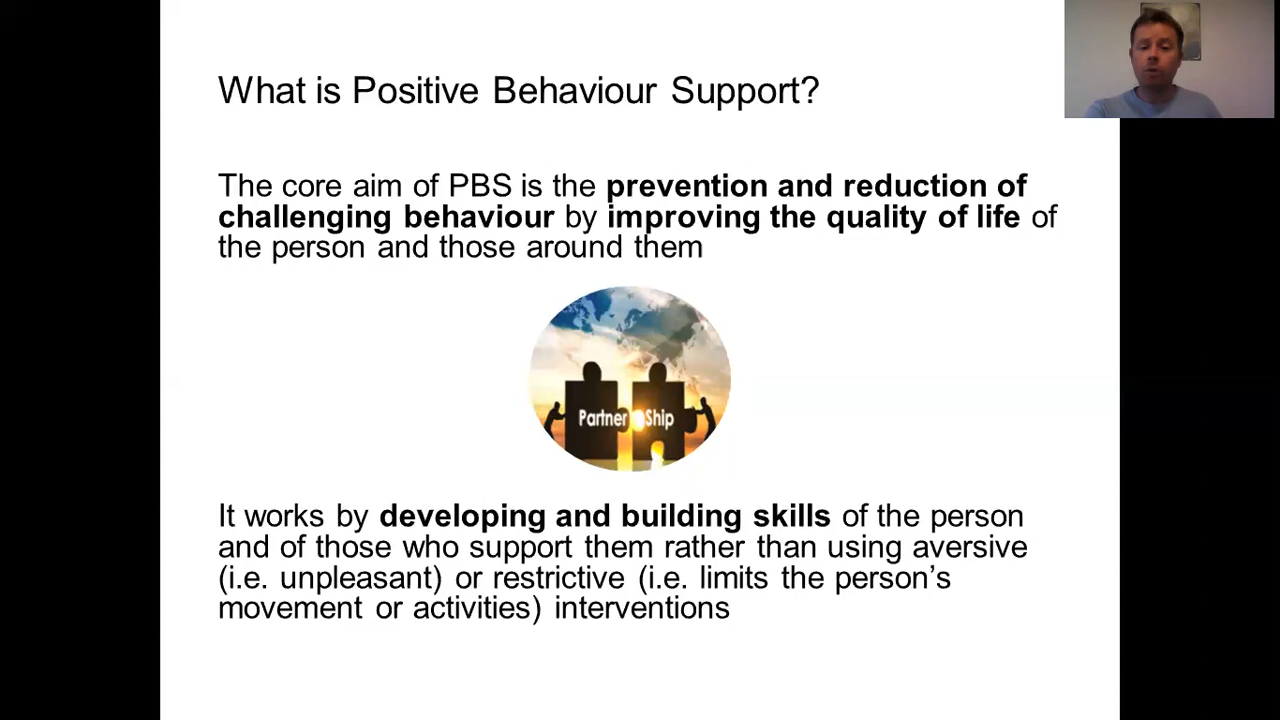 What is Positive Behaviour Support?
The core aim of PBS is the prevention and reduction of
challenging behaviour by improving the quality of life of
the person and those around them
Partner Ship
It works by developing and building skills of the person
and of those who support them rather than using aversive
(i.e. unpleasant) or restrictive (i.e. limits the person’s
movement or activities) interventions